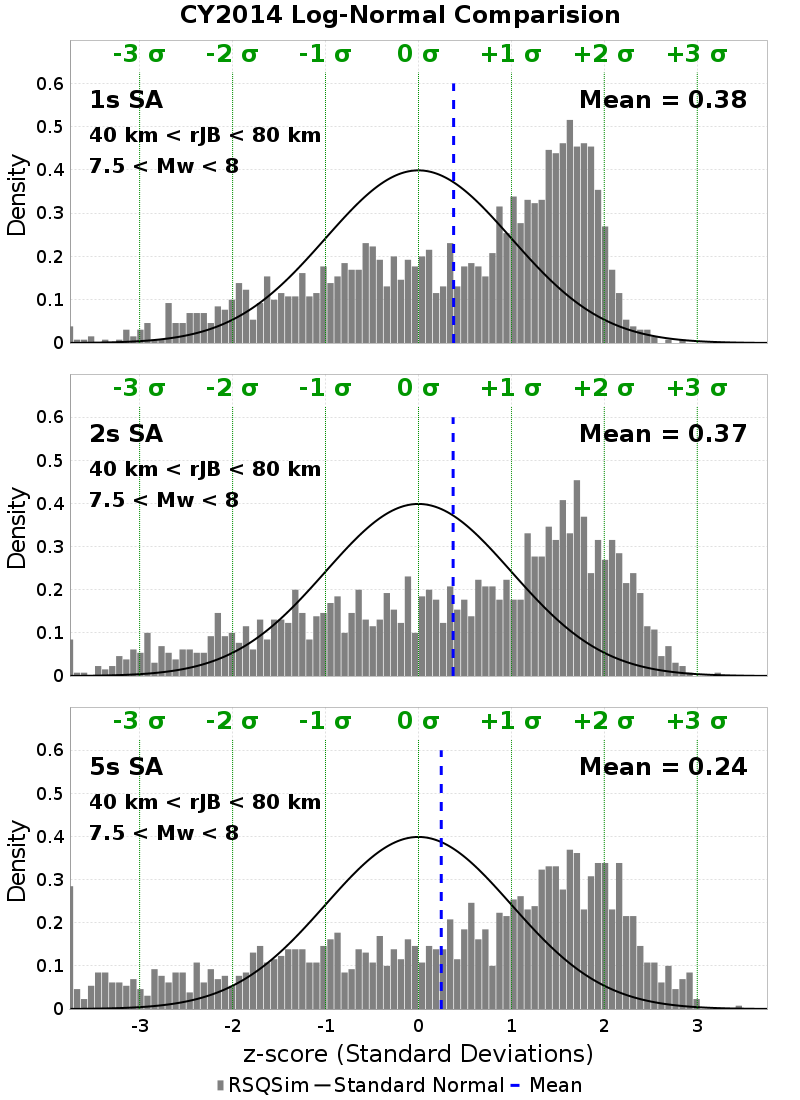 CY2014 Log-Normal Comparision
-3 σ -2 σ -1 σ 0 σ +1 σ +2 σ +3 σ
1s SA Mean = 0.38
40 km < rJB < 80 km
7.5 < Mw < 8
Density
0.6
0.5
0.4
0.3
0.2
0.1
0
-3 σ -2 σ -1 σ 0 σ +1 σ +2 σ +3 σ
2s SA Mean = 0.37
40 km < rJB < 80 km
7.5 < Mw < 8
Density
0.6
0.5
0.4
0.3
0.2
0.1
0
-3 σ -2 σ -1 σ 0 σ +1 σ +2 σ +3 σ
5s SA Mean = 0.24
40 km < rJB < 80 km
7.5 < Mw < 8
Density
0.6
0.5
0.4
0.3
0.2
0.1
0
-3 -2 -1 0 1 2 3
z-score (Standard Deviations)
RSQSim Standard Normal Mean